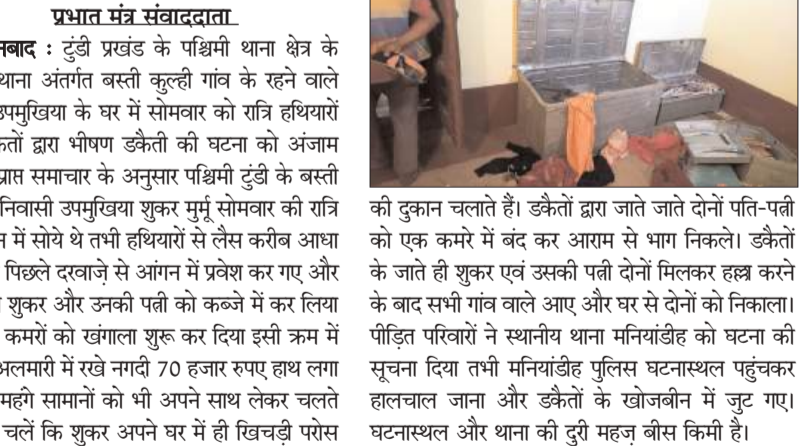 प्रभात मंत्र संवाददाता
नबाद : टुंडी प्रखंड के पश्चिमी थाना क्षेत्र के
थाना अंतर्गत बस्ती कुल्ही गांव के रहने वाले
उपमुखिया के घर में सोमवार को रात्रि हथियारों
कैतों द्वारा भीषण डकैती की घटना को अंजाम
प्राप्त समाचार के अनुसार पश्चिमी टुंडी के बस्ती
निवासी उपमुखिया शुकर मुर्मू सोमवार की रात्रि
न में सोये थे तभी हथियारों से लैस करीब आधा
पिछले दरवाज़े से आंगन में प्रवेश कर गए और
शुकर और उनकी पत्नी को कब्जे में कर लिया
कमरों को खंगाला शुरू कर दिया इसी क्रम में
अलमारी में रखे नगदी 70 हजार रुपए हाथ लगा
महंगे सामानों को भी अपने साथ लेकर चलते
चलें कि शुकर अपने घर में ही खिचड़ी परोस
की दुकान चलाते हैं। डकैतों द्वारा जाते जाते दोनों पति-पत्नी
को एक कमरे में बंद कर आराम से भाग निकले। डकैतों
के जाते ही शुकर एवं उसकी पत्नी दोनों मिलकर हल्ला करने
के बाद सभी गांव वाले आए और घर से दोनों को निकाला।
पीड़ित परिवारों ने स्थानीय थाना मनियांडीह को घटना की
सूचना दिया तभी मनियांडीह पुलिस घटनास्थल पहुंचकर
हालचाल जाना और डकैतों के खोजबीन में जुट गए।
घटनास्थल और थाना की दुरी महज़ बीस किमी है।